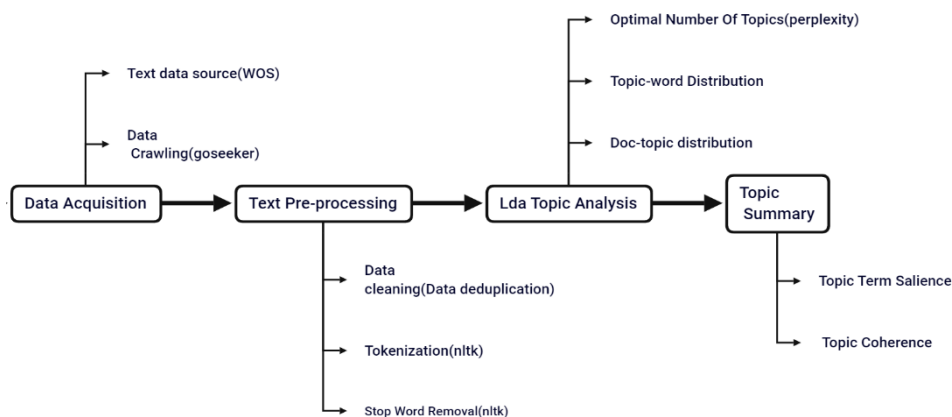 Optimal Number Of Topics(perplexity)
Text data source(WOS)
Topic-word Distribution
Data
Crawling(goseeker)
Doc-topic distribution
Data Acquisition
Text Pre-processing
Lda Topic Analysis
Topic
Summary
Data
cleaning(Data deduplication)
Topic Term Salience
Tokenization(nltk)
Topic Coherence
Stop Word Removal(nltk)